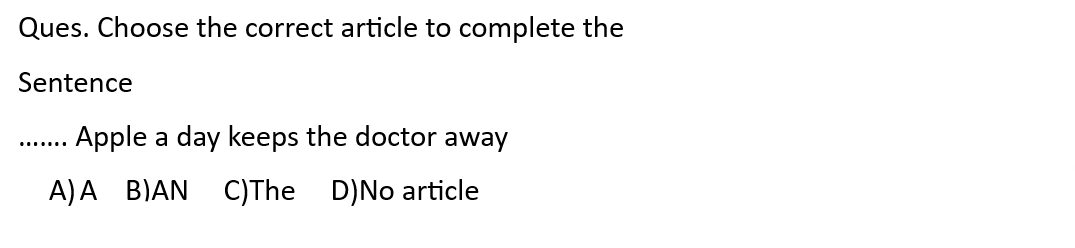 Ques. Choose the correct article to complete the
Sentence
....... Apple a day keeps the doctor away
A) A B)AN C)The D)No article